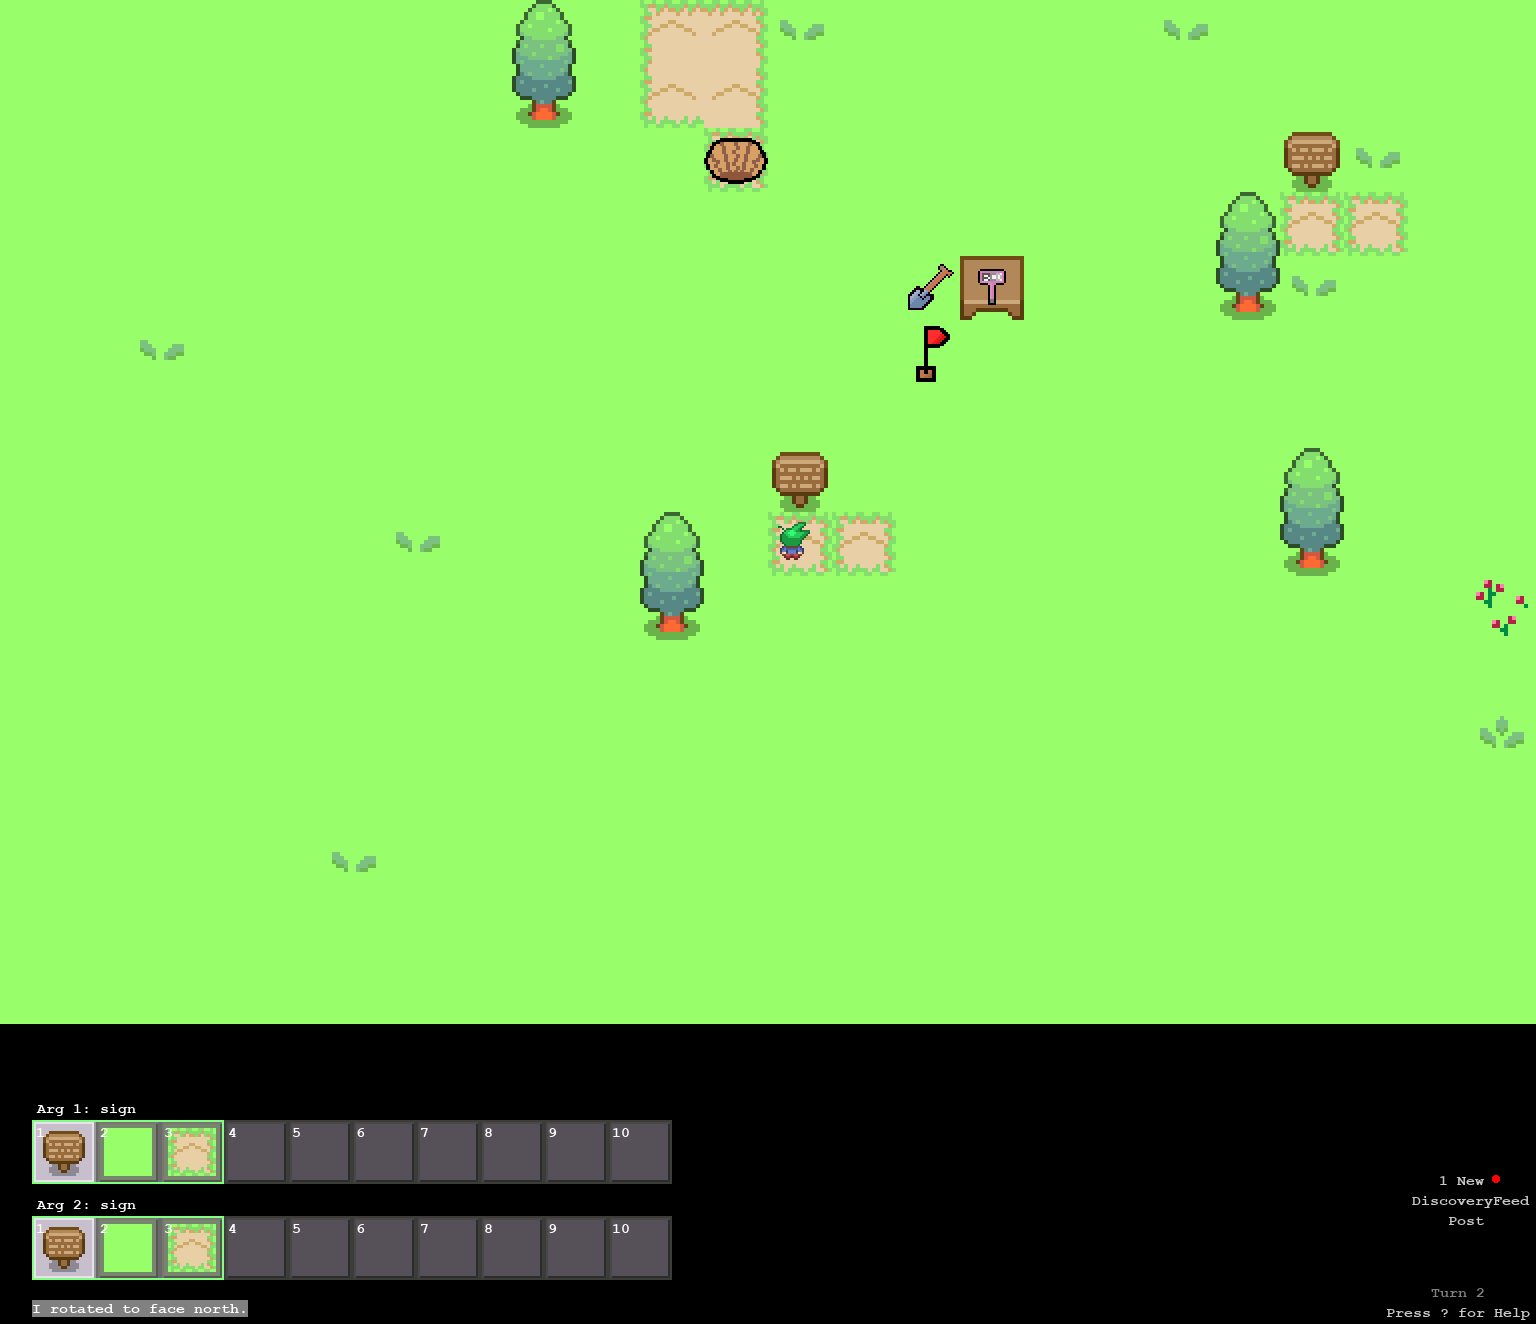 Arg 1: sign
1 2 3 4 5 6 7 8 9 10
Arg 2: sign
1 2 3 4 5 6 7 8 9 10
I rotated to face north.
1 New
DiscoveryFeed
Post
Turn 2
Press ? for Help